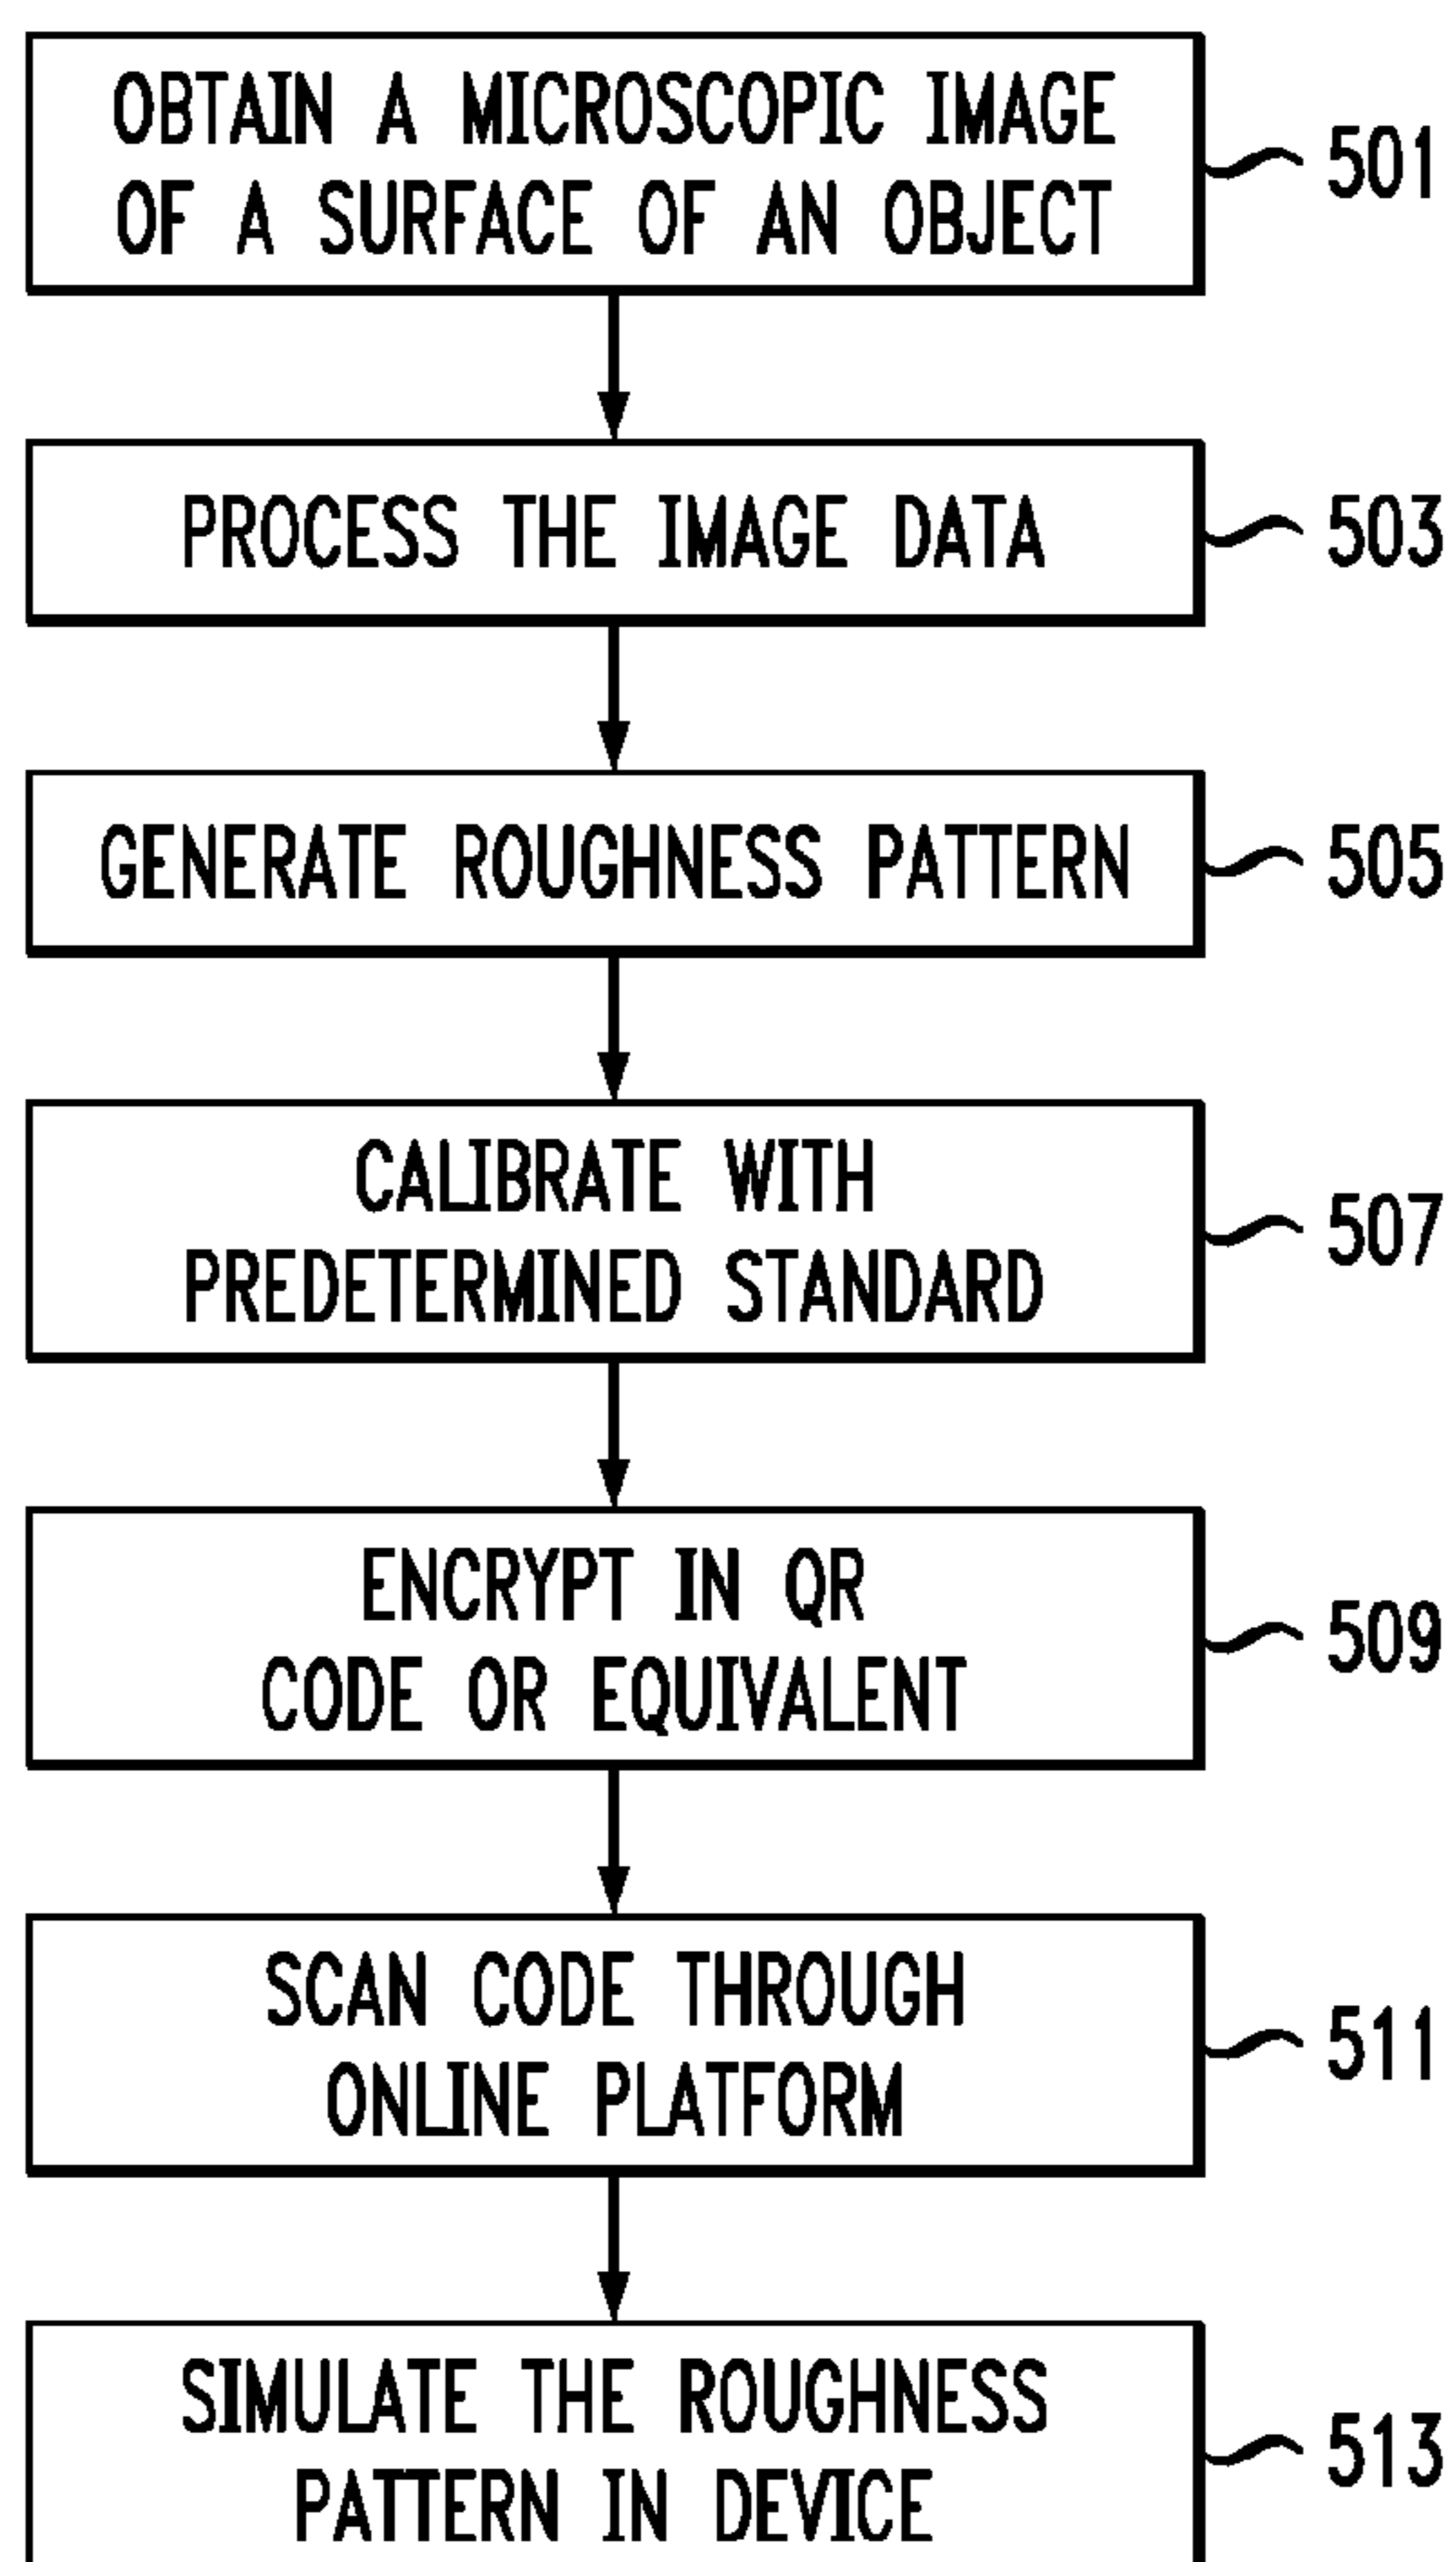 OBTAIN A MICROSCOPIC IMAGE
OF A SURFACE OF AN OBJECT
501
PROCESS THE IMAGE DATA
503
GENERATE ROUGHNESS PATTERN
505
CALIBRATE WITH
PREDETERMINED STANDARD
507
ENCRYPT IN QR
CODE OR EQUIVALENT
509
SCAN CODE THROUGH
ONLINE PLATFORM
511
SIMULATE THE ROUGHNESS
PATTERN IN DEVICE
513